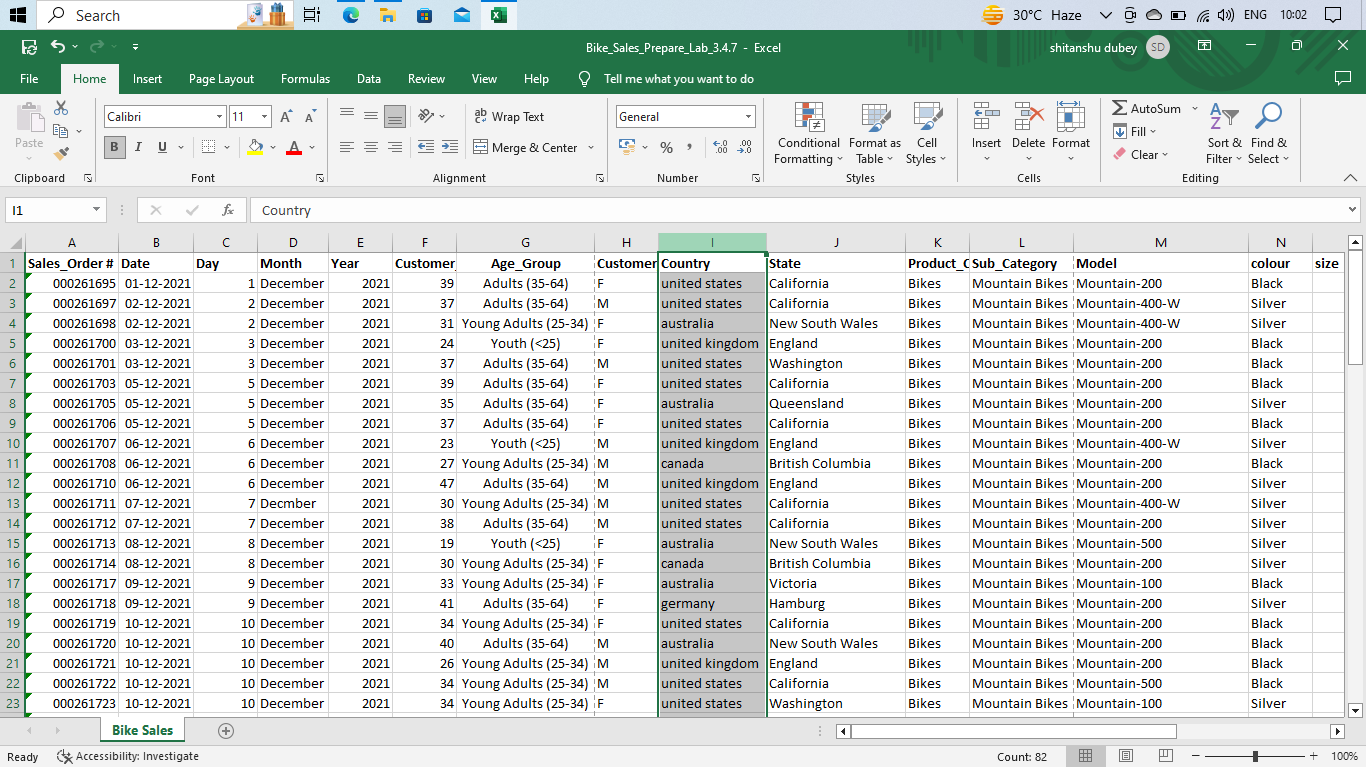 Search 30°C Haze ENG 10:02
Bike_Sales_Prepare_Lab_3.4.7 - Excel shitanshu dubey SD
File Home Insert Page Layout Formulas Data Review View Help Tell me what you want to do
Paste Calibri 11 B I U A Wrap Text Merge & Center General % , Conditional Formatting Format as Table Cell Styles Insert Delete Format AutoSum Fill Clear Sort & Filter Find & Select
Clipboard Font Alignment Number Styles Cells Editing
I1 fx Country
A B C D E F G H I J K L M N
1 Sales_Order # Date Day Month Year Customer_ Age_Group Customer Country State Product_C Sub_Category Model colour size
2 000261695 01-12-2021 1 December 2021 39 Adults (35-64) F united states California Bikes Mountain Bikes Mountain-200 Black
3 000261697 02-12-2021 2 December 2021 37 Adults (35-64) M united states California Bikes Mountain Bikes Mountain-400-W Silver
4 000261698 02-12-2021 2 December 2021 31 Young Adults (25-34) F australia New South Wales Bikes Mountain Bikes Mountain-400-W Silver
5 000261700 03-12-2021 3 December 2021 24 Youth (<25) F united kingdom England Bikes Mountain Bikes Mountain-200 Black
6 000261701 03-12-2021 3 December 2021 37 Adults (35-64) M united states Washington Bikes Mountain Bikes Mountain-200 Black
7 000261703 05-12-2021 5 December 2021 39 Adults (35-64) F united states California Bikes Mountain Bikes Mountain-200 Black
8 000261705 05-12-2021 5 December 2021 35 Adults (35-64) F australia Queensland Bikes Mountain Bikes Mountain-200 Silver
9 000261706 05-12-2021 5 December 2021 37 Adults (35-64) F united states California Bikes Mountain Bikes Mountain-200 Black
10 000261707 06-12-2021 6 December 2021 23 Youth (<25) M united kingdom England Bikes Mountain Bikes Mountain-400-W Silver
11 000261708 06-12-2021 6 December 2021 27 Young Adults (25-34) M canada British Columbia Bikes Mountain Bikes Mountain-200 Black
12 000261710 06-12-2021 6 December 2021 47 Adults (35-64) M united kingdom England Bikes Mountain Bikes Mountain-200 Silver
13 000261711 07-12-2021 7 Decmber 2021 30 Young Adults (25-34) M united states California Bikes Mountain Bikes Mountain-400-W Silver
14 000261712 07-12-2021 7 December 2021 38 Adults (35-64) M united states California Bikes Mountain Bikes Mountain-200 Silver
15 000261713 08-12-2021 8 December 2021 19 Youth (<25) M australia New South Wales Bikes Mountain Bikes Mountain-500 Silver
16 000261714 08-12-2021 8 December 2021 30 Young Adults (25-34) F canada British Columbia Bikes Mountain Bikes Mountain-200 Silver
17 000261717 09-12-2021 9 December 2021 33 Young Adults (25-34) F australia Victoria Bikes Mountain Bikes Mountain-100 Black
18 000261718 09-12-2021 9 December 2021 41 Adults (35-64) F germany Hamburg Bikes Mountain Bikes Mountain-200 Silver
19 000261719 10-12-2021 10 December 2021 34 Young Adults (25-34) F united states California Bikes Mountain Bikes Mountain-200 Black
20 000261720 10-12-2021 10 December 2021 40 Adults (35-64) M australia New South Wales Bikes Mountain Bikes Mountain-200 Black
21 000261721 10-12-2021 10 December 2021 26 Young Adults (25-34) M united kingdom England Bikes Mountain Bikes Mountain-200 Black
22 000261722 10-12-2021 10 December 2021 34 Young Adults (25-34) M united states California Bikes Mountain Bikes Mountain-500 Black
23 000261723 10-12-2021 10 December 2021 34 Young Adults (25-34) F united states Washington Bikes Mountain Bikes Mountain-100 Silver
Bike Sales
Ready Accessibility: Investigate Count: 82 100%